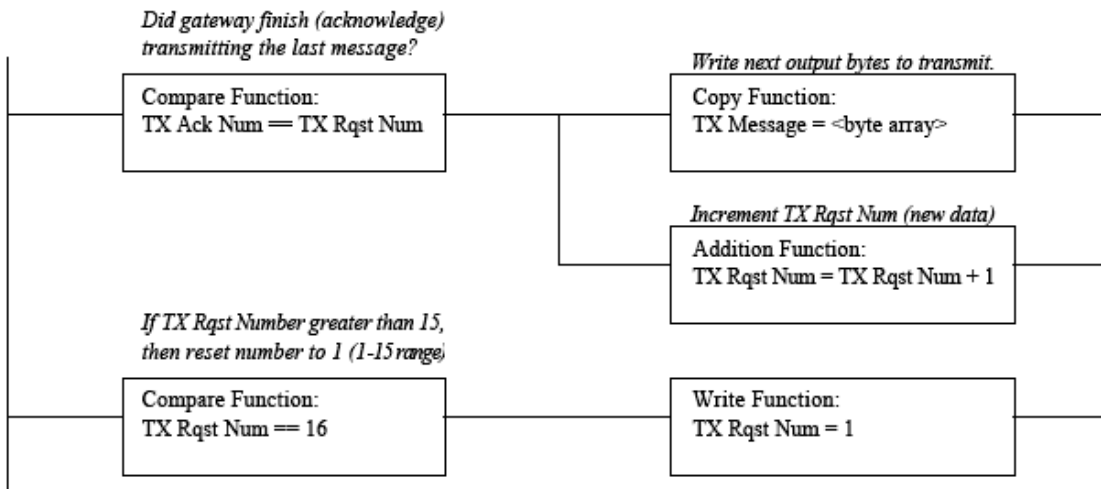 Did gateway finish (acknowledge)
transmitting the last message?
Compare Function:
TX Ack Num == TX Rqst Num
Write next output bytes to transmit.
Copy Function:
TX Message = <byte array>
Increment TX Rqst Num (new data)
Addition Function:
TX Rqst Num = TX Rqst Num + 1
If TX Rqst Number greater than 15,
then reset number to 1 (1-15 range)
Compare Function:
TX Rqst Num == 16
Write Function:
TX Rqst Num = 1